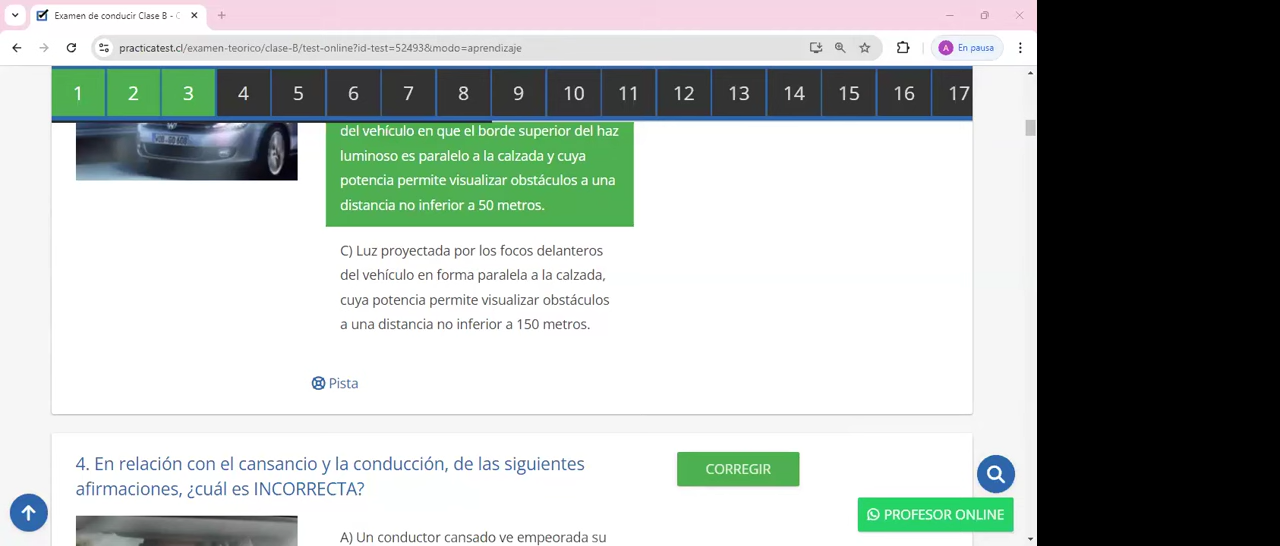 Examen de conducir Clase B - C
practicatest.cl/examen-teorico/clase-B/test-online?id-test=52493&modo=aprendizaje
A
En pausa
1 2 3 4 5 6 7 8 9 10 11 12 13 14 15 16 17
del vehículo en que el borde superior del haz
luminoso es paralelo a la calzada y cuya
potencia permite visualizar obstáculos a una
distancia no inferior a 50 metros.
C) Luz proyectada por los focos delanteros
del vehículo en forma paralela a la calzada,
cuya potencia permite visualizar obstáculos
a una distancia no inferior a 150 metros.
Pista
4. En relación con el cansancio y la conducción, de las siguientes
afirmaciones, ¿cuál es INCORRECTA?
CORREGIR
PROFESOR ONLINE
A) Un conductor cansado ve empeorada su